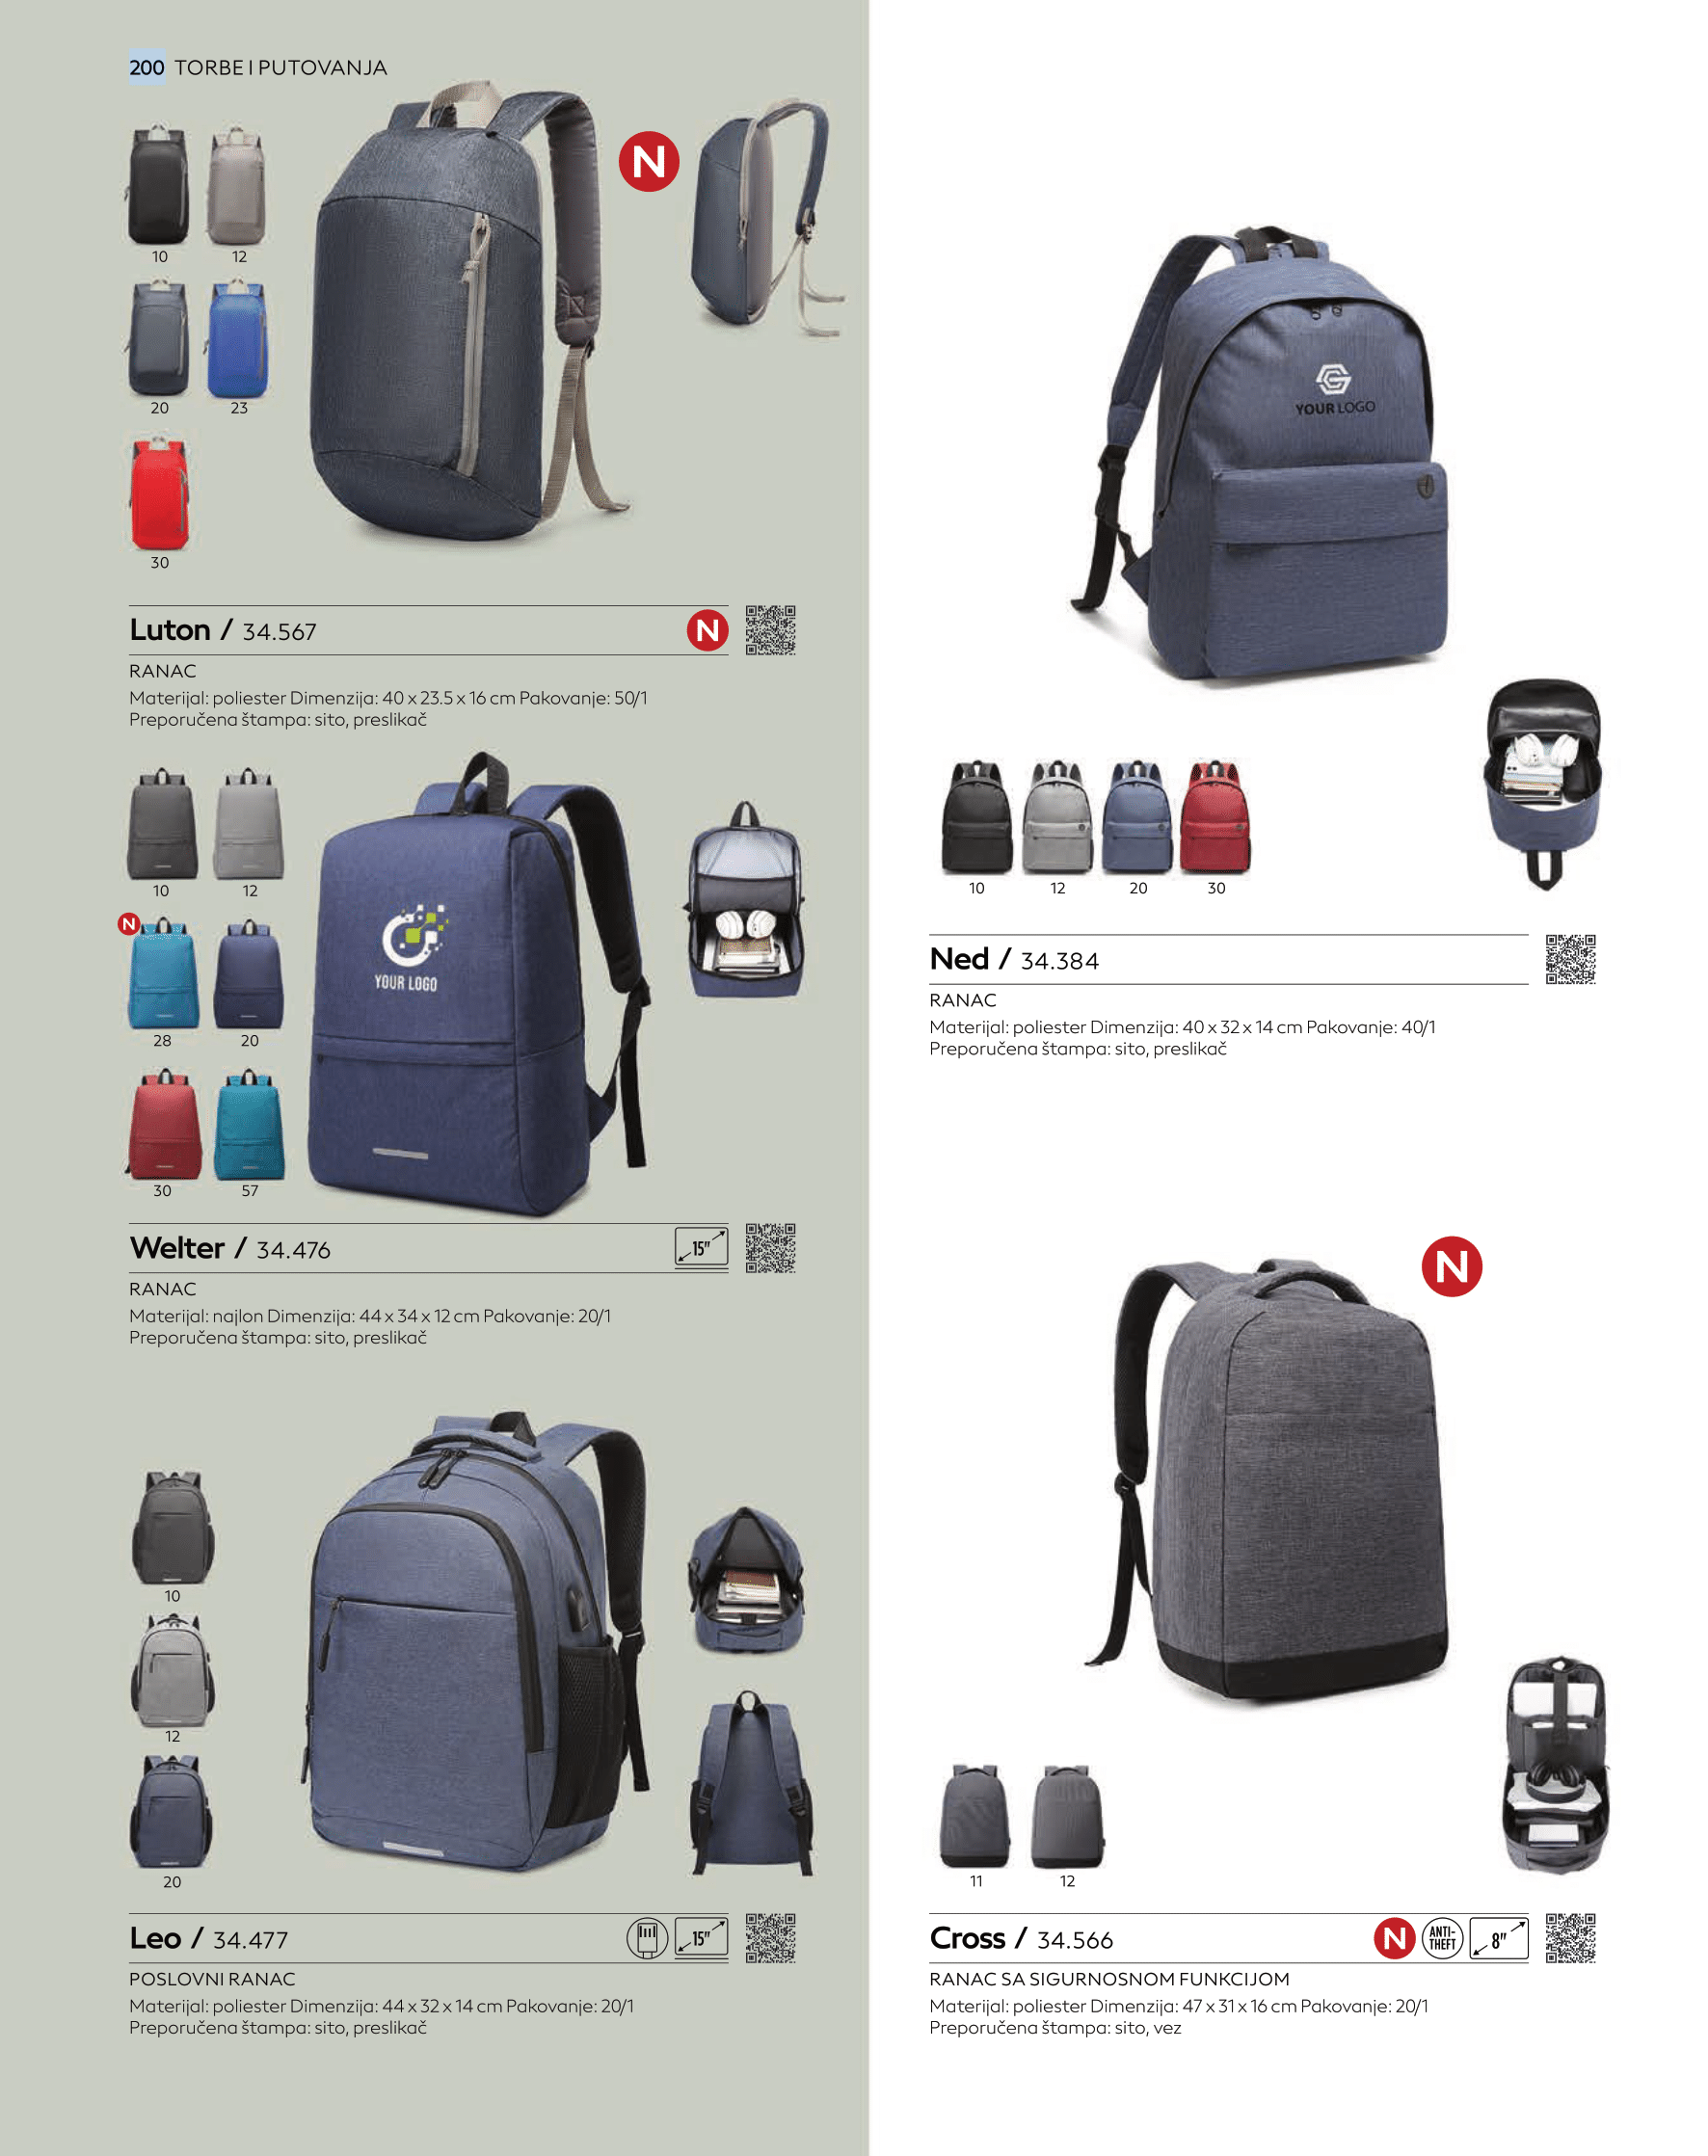 200 TORBE I PUTOVANJA
N
10 12
20 23
30
Luton / 34.567 N
RANAC
Materijal: poliester Dimenzija: 40 x 23.5 x 16 cm Pakovanje: 50/1
Preporučena štampa: sito, preslikač
10 12
N
28 20
30 57
YOUR LOGO
Welter / 34.476 15"
RANAC
Materijal: najlon Dimenzija: 44 x 34 x 12 cm Pakovanje: 20/1
Preporučena štampa: sito, preslikač
10
12
20
Leo / 34.477 15"
POSLOVNI RANAC
Materijal: poliester Dimenzija: 44 x 32 x 14 cm Pakovanje: 20/1
Preporučena štampa: sito, preslikač
YOUR LOGO
10 12 20 30
Ned / 34.384
RANAC
Materijal: poliester Dimenzija: 40 x 32 x 14 cm Pakovanje: 40/1
Preporučena štampa: sito, preslikač
N
11 12
Cross / 34.566 N ANTI-
THEFT 8"
RANAC SA SIGURNOSNOM FUNKCIJOM
Materijal: poliester Dimenzija: 47 x 31 x 16 cm Pakovanje: 20/1
Preporučena štampa: sito, vez